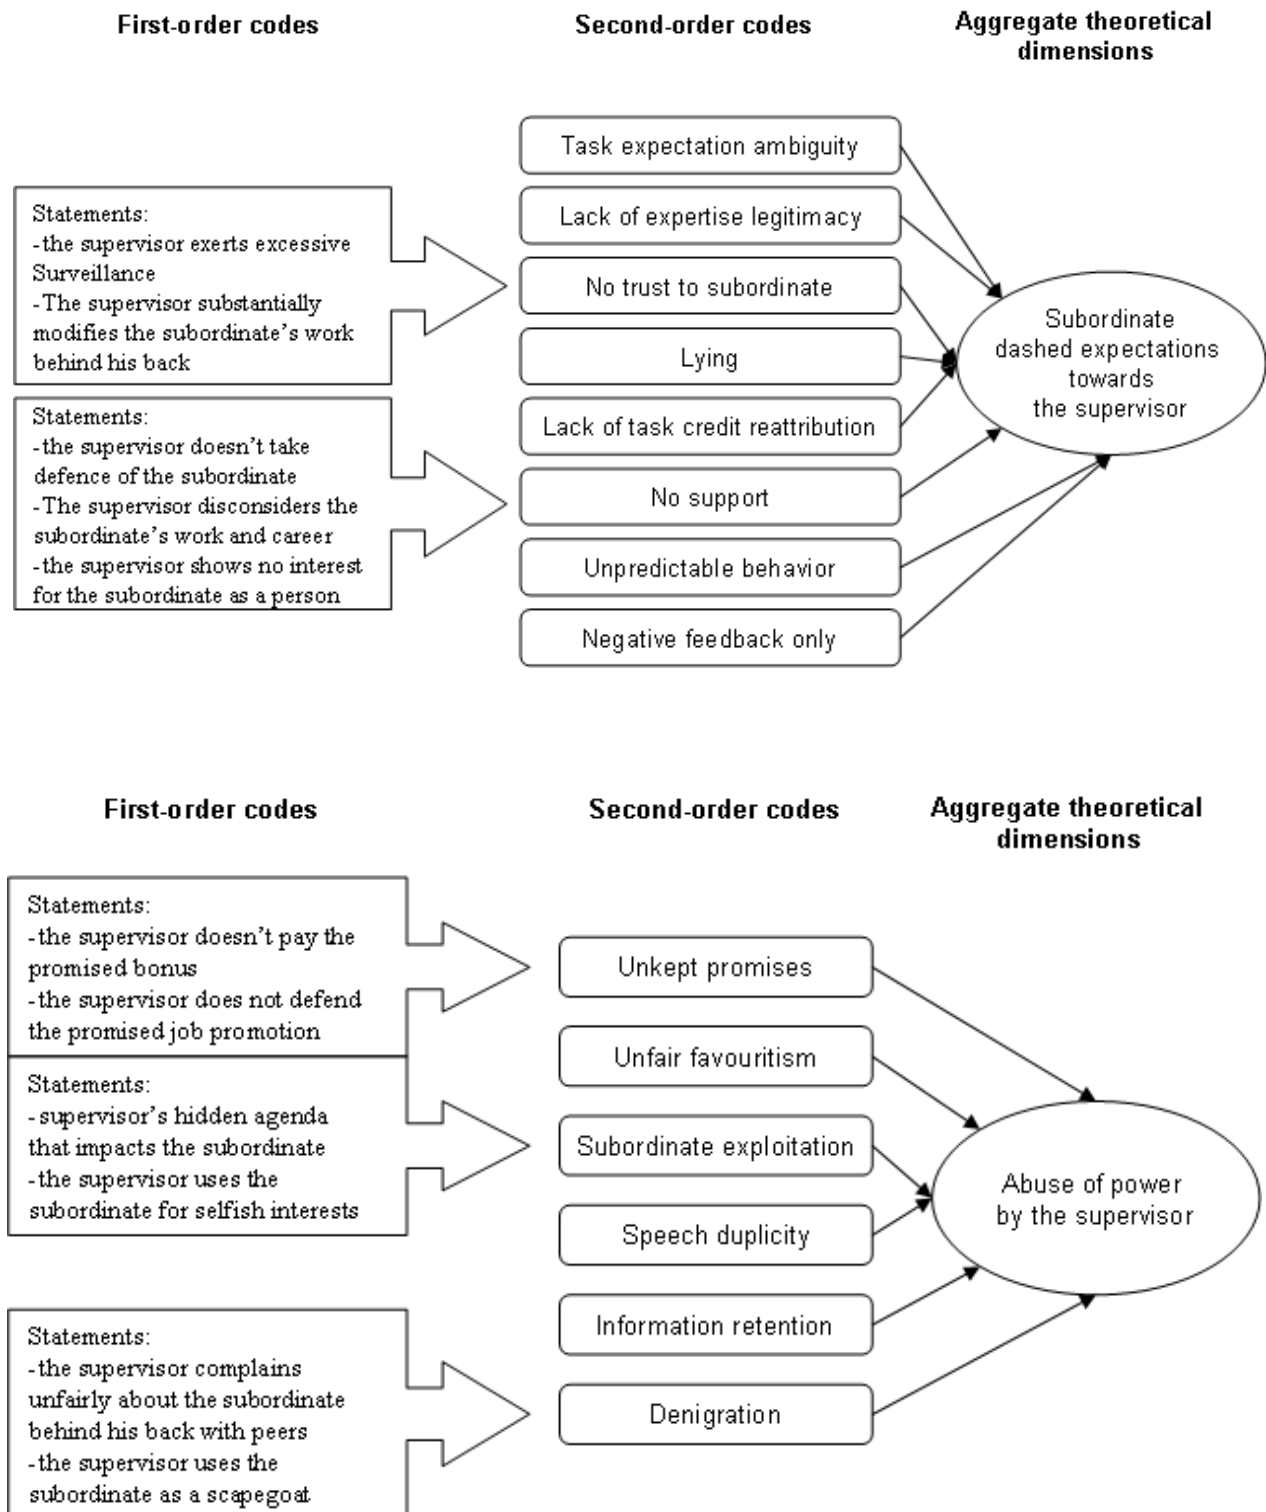 First-order codes
Second-order codes
Aggregate theoretical
dimensions
Statements:
-the supervisor exerts excessive
Surveillance
-The supervisor substantially
modifies the subordinate's work
behind his back
Statements:
-the supervisor doesn't take
defence of the subordinate
-The supervisor disconsiders the
subordinate's work and career
-the supervisor shows no interest
for the subordinate as a person
Task expectation ambiguity
Lack of expertise legitimacy
No trust to subordinate
Lying
Lack of task credit reattribution
No support
Unpredictable behavior
Negative feedback only
Subordinate
dashed expectations
towards
the supervisor
First-order codes
Second-order codes
Aggregate theoretical
dimensions
Statements:
-the supervisor doesn't pay the
promised bonus
-the supervisor does not defend
the promised job promotion
Statements:
-supervisor's hidden agenda
that impacts the subordinate
-the supervisor uses the
subordinate for selfish interests
Statements:
-the supervisor complains
unfairly about the subordinate
behind his back with peers
-the supervisor uses the
subordinate as a scapegoat
Unkept promises
Unfair favouritism
Subordinate exploitation
Speech duplicity
Information retention
Denigration
Abuse of power
by the supervisor